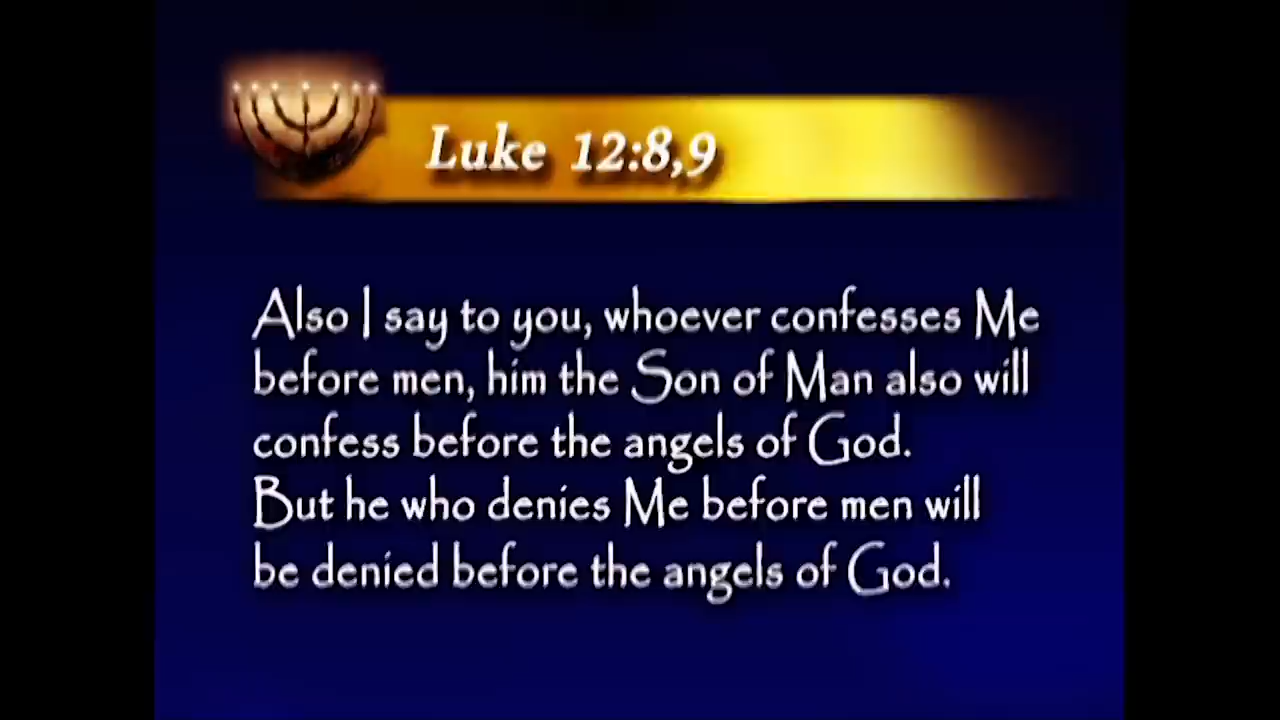 Luke 12:8,9
Also I say to you, whoever confesses Me
before men, him the Son of Man also will
confess before the angels of God.
But he who denies Me before men will
be denied before the angels of God.